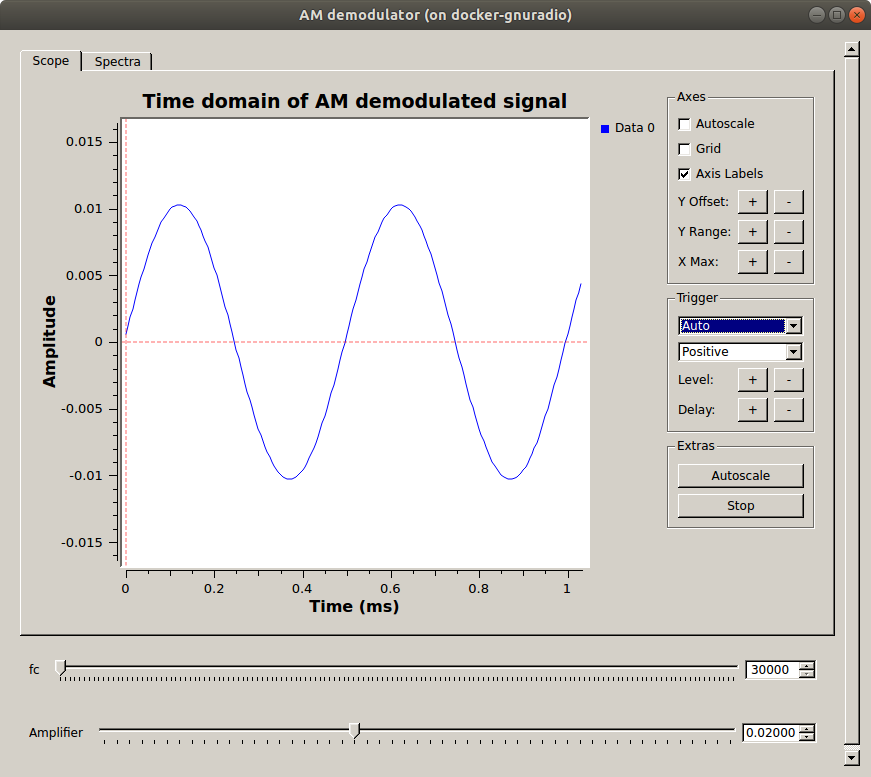 AM demodulator (on docker-gnuradio)
Scope
Spectra
Time domain of AM demodulated signal
Data 0
Amplitude
0.015
0.01
0.005
0
-0.005
-0.01
-0.015
0 0.2 0.4 0.6 0.8 1
Time (ms)
Axes
Autoscale
Grid
Axis Labels
Y Offset: + -
Y Range: + -
X Max: + -
Trigger
Auto
Positive
Level: + -
Delay: + -
Extras
Autoscale
Stop
fc 30000
Amplifier 0.02000